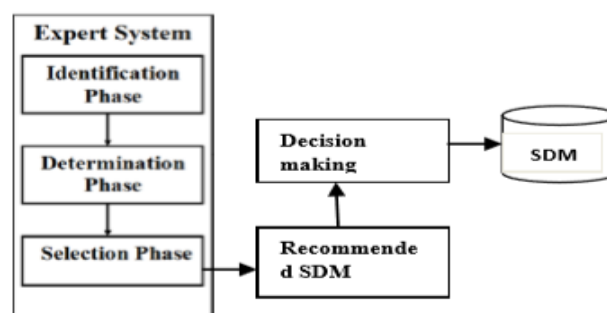 Expert System
Identification
Phase
Determination
Phase
Selection Phase
Decision
making
SDM
Recommende
d SDM